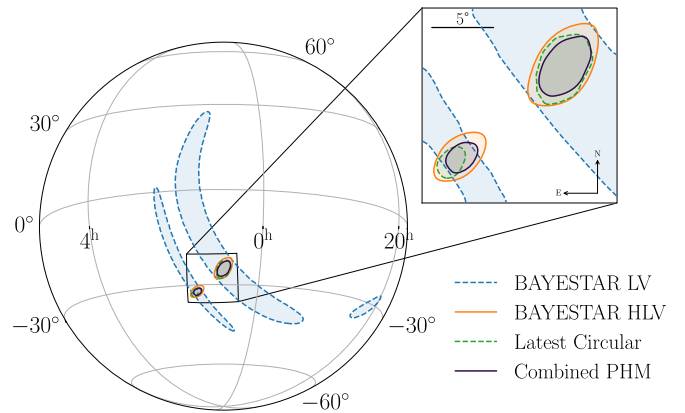 60°
30°
0°
4h
0h
20h
−30°
−30°
−60°
5°
N
E
BAYESTAR LV
BAYESTAR HLV
Latest Circular
Combined PHM